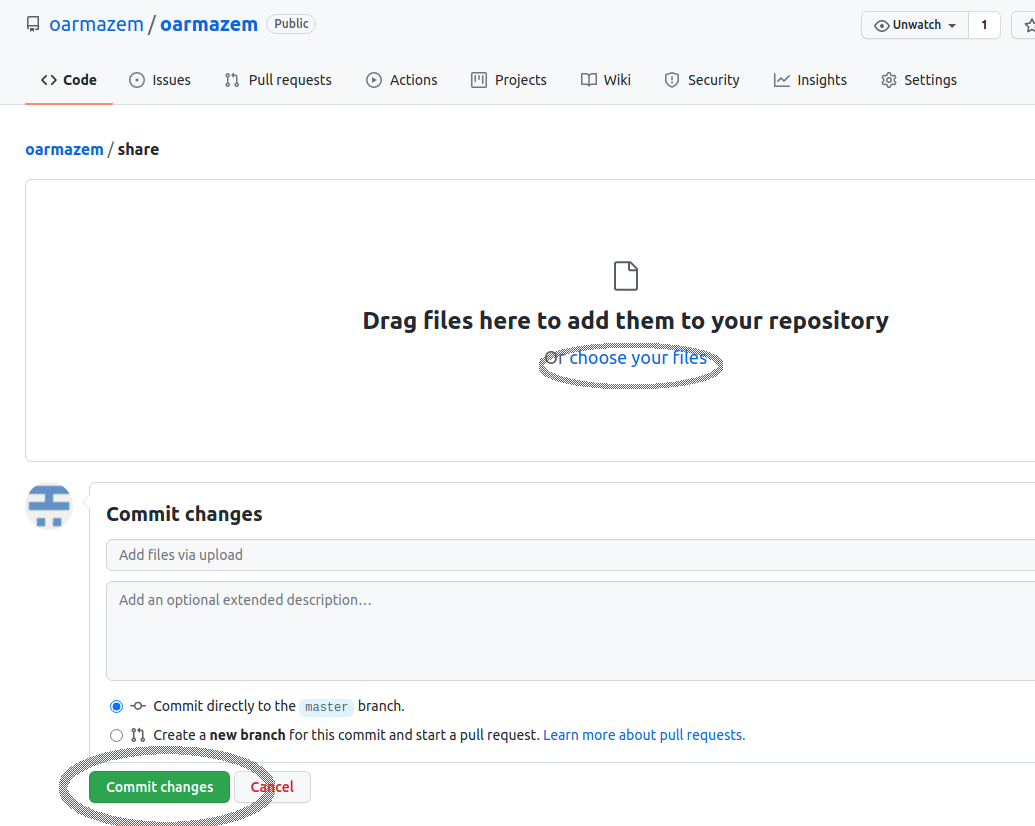 oarmazem / oarmazem Public Unwatch 1
Code Issues Pull requests Actions Projects Wiki Security Insights Settings
oarmazem / share
Drag files here to add them to your repository
Or choose your files
Commit changes
Add files via upload
Add an optional extended description…
Commit directly to the master branch.
Create a new branch for this commit and start a pull request. Learn more about pull requests.
Commit changes Cancel